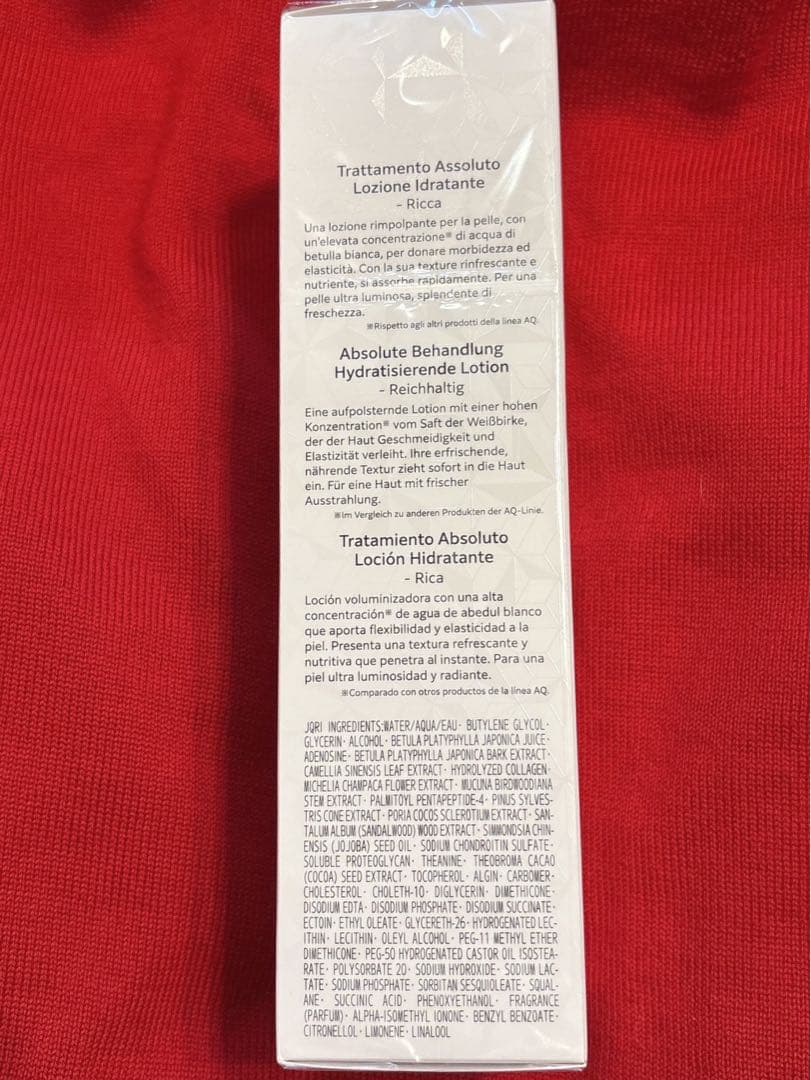 Trattamento Assoluto
Lozione Idratante
- Ricca
Una lozione rimpolpante per la pelle, con
un'elevata concentrazione※ di acqua di
betulla bianca, per donare morbidezza ed
elasticità. Con la sua texture rinfrescante e
nutriente, si assorbe rapidamente. Per una
pelle ultra luminosa, splendente di
freschezza.
※Rispetto agli altri prodotti della linea AQ.
Absolute Behandlung
Hydratisierende Lotion
- Reichhaltig
Eine aufpolsternde Lotion mit einer hohen
Konzentration※ vom Saft der Weißbirke,
der der Haut Geschmeidigkeit und
Elastizität verleiht. Ihre erfrischende,
nährende Textur zieht sofort in die Haut
ein. Für eine Haut mit frischer
Ausstrahlung.
※Im Vergleich zu anderen Produkten der AQ-Linie.
Tratamiento Absoluto
Loción Hidratante
- Rica
Loción voluminizadora con una alta
concentración※ de agua de abedul blanco
que aporta flexibilidad y elasticidad a la
piel. Presenta una textura refrescante y
nutritiva que penetra al instante. Para una
piel ultra luminosidad y radiante.
※Comparado con otros productos de la línea AQ.
JQRI INGREDIENTS:WATER/AQUA/EAU· BUTYLENE GLYCOL·
GLYCERIN· ALCOHOL· BETULA PLATYPHYLLA JAPONICA JUICE·
ADENOSINE· BETULA PLATYPHYLLA JAPONICA BARK EXTRACT·
CAMELLIA SINENSIS LEAF EXTRACT· HYDROLYZED COLLAGEN·
MICHELIA CHAMPACA FLOWER EXTRACT· MUCUNA BIRDWOODIANA
STEM EXTRACT· PALMITOYL PENTAPEPTIDE-4· PINUS SYLVES-
TRIS CONE EXTRACT· PORIA COCOS SCLEROTIUM EXTRACT· SAN-
TALUM ALBUM (SANDALWOOD) WOOD EXTRACT· SIMMONDSIA CHIN-
ENSIS (JOJOBA) SEED OIL· SODIUM CHONDROITIN SULFATE·
SOLUBLE PROTEOGLYCAN· THEANINE· THEOBROMA CACAO
(COCOA) SEED EXTRACT· TOCOPHEROL· ALGIN· CARBOMER·
CHOLESTEROL· CHOLETH-10· DIGLYCERIN· DIMETHICONE·
DISODIUM EDTA· DISODIUM PHOSPHATE· DISODIUM SUCCINATE·
ECTOIN· ETHYL OLEATE· GLYCERETH-26· HYDROGENATED LEC-
ITHIN· LECITHIN· OLEYL ALCOHOL· PEG-11 METHYL ETHER
DIMETHICONE· PEG-50 HYDROGENATED CASTOR OIL ISOSTEA-
RATE· POLYSORBATE 20· SODIUM HYDROXIDE· SODIUM LAC-
TATE· SODIUM PHOSPHATE· SORBITAN SESQUIOLEATE· SQUAL-
ANE· SUCCINIC ACID· PHENOXYETHANOL· FRAGRANCE
(PARFUM)· ALPHA-ISOMETHYL IONONE· BENZYL BENZOATE·
CITRONELLOL· LIMONENE· LINALOOL